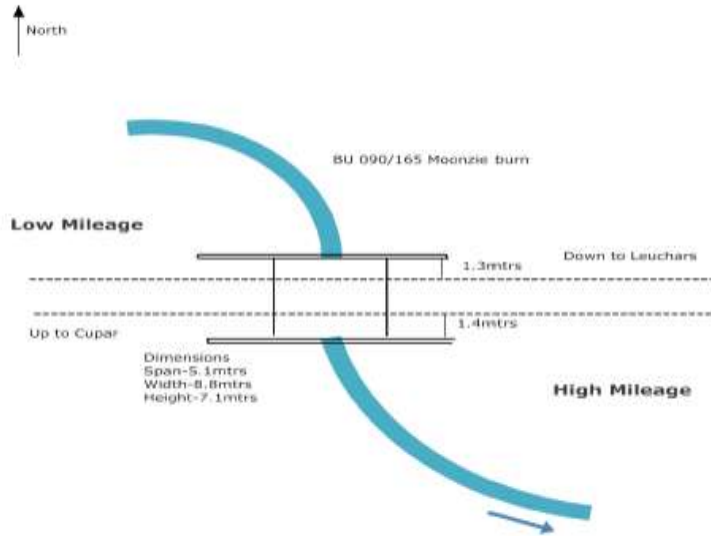 North
BU 090/165 Moonzie burn
Low Mileage
Down to Leuchars
1.3mtrs
1.4mtrs
Up to Cupar
Dimensions
Span-5.1mtrs
Width-8.8mtrs
Height-7.1mtrs
High Mileage